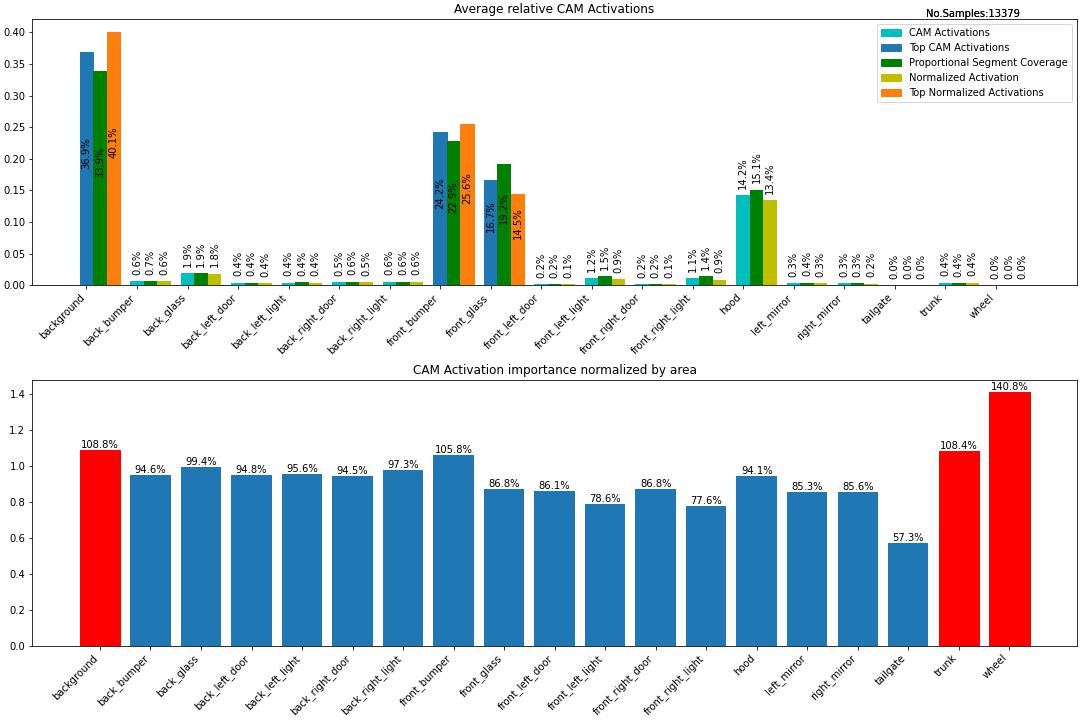 Average relative CAM Activations
No.Samples:13379
CAM Activations
Top CAM Activations
Proportional Segment Coverage
Normalized Activation
Top Normalized Activations
0.40
0.35
0.30
0.25
0.20
0.15
0.10
0.05
0.00
36.9% 33.9% 40.1%
0.6% 0.7% 0.6%
1.9% 1.9% 1.8%
0.4% 0.4% 0.4%
0.4% 0.4% 0.4%
0.5% 0.6% 0.5%
0.6% 0.6% 0.6%
24.2% 22.9% 25.6%
16.7% 19.2% 14.5%
0.2% 0.2% 0.1%
1.2% 1.5% 0.9%
0.2% 0.2% 0.1%
1.1% 1.4% 0.9%
14.2% 15.1% 13.4%
0.3% 0.4% 0.3%
0.3% 0.3% 0.2%
0.0% 0.0% 0.0%
0.4% 0.4% 0.4%
0.0% 0.0% 0.0%
background
back_bumper
back_glass
back_left_door
back_left_light
back_right_door
back_right_light
front_bumper
front_glass
front_left_door
front_left_light
front_right_door
front_right_light
hood
left_mirror
right_mirror
tailgate
trunk
wheel
CAM Activation importance normalized by area
1.4
1.2
1.0
0.8
0.6
0.4
0.2
0.0
108.8%
94.6%
99.4%
94.8%
95.6%
94.5%
97.3%
105.8%
86.8%
86.1%
78.6%
86.8%
77.6%
94.1%
85.3%
85.6%
57.3%
108.4%
140.8%
background
back_bumper
back_glass
back_left_door
back_left_light
back_right_door
back_right_light
front_bumper
front_glass
front_left_door
front_left_light
front_right_door
front_right_light
hood
left_mirror
right_mirror
tailgate
trunk
wheel